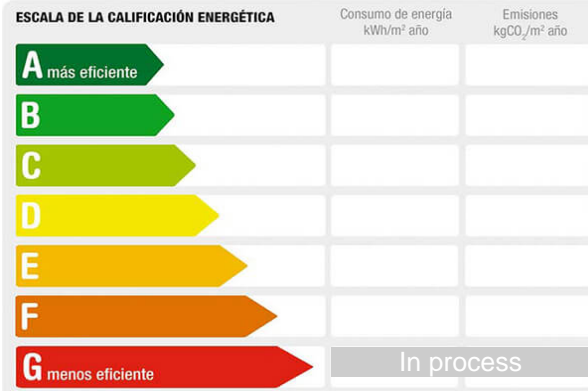 ESCALA DE LA CALIFICACIÓN ENERGÉTICA
Consumo de energía
kWh/m² año
Emisiones
kgCO₂/m² año
A más eficiente
B
C
D
E
F
G menos eficiente
In process